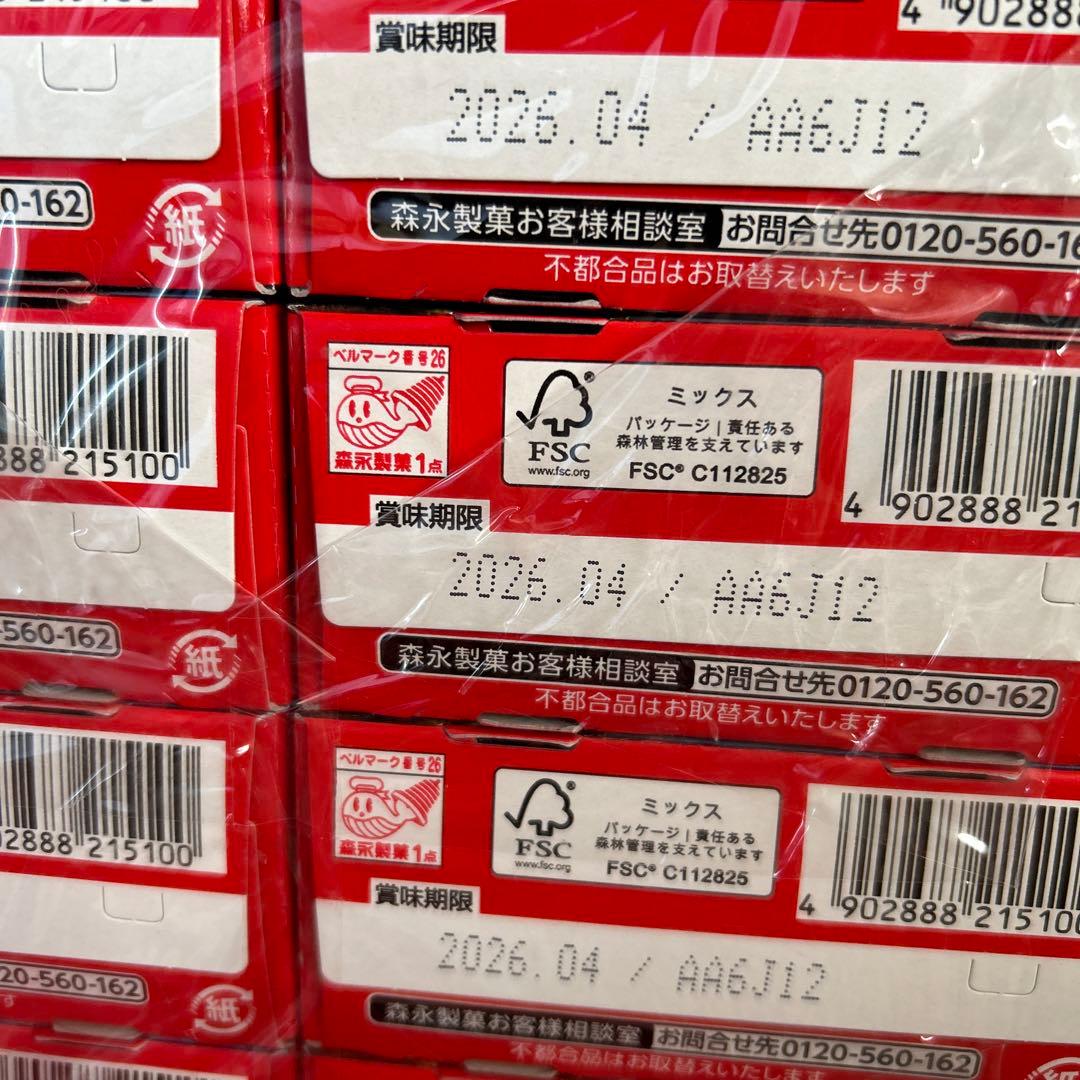 4 902888
賞味期限
2026.04 / AA6J12
森永製菓お客様相談室 お問合せ先0120-560-16
不都合品はお取替えいたします
0-162
紙
888 215100
560-162
紙
ベルマーク番号26
森永製菓1点
FSC
www.fsc.org
ミックス
パッケージ|責任ある
森林管理を支えています
FSC® C112825
4 902888 21
賞味期限
2026.04 / AA6J12
森永製菓お客様相談室 お問合せ先0120-560-162
不都合品はお取替えいたします
02888 215100
20-560-162
紙
ベルマーク番号26
森永製菓1点
FSC
www.fsc.org
ミックス
パッケージ|責任ある
森林管理を支えています
FSC® C112825
4 902888 215100
賞味期限
2026.04 / AA6J12
森永製菓お客様相談室 お問合せ先0120-560-162
不都合品はお取替えいたします